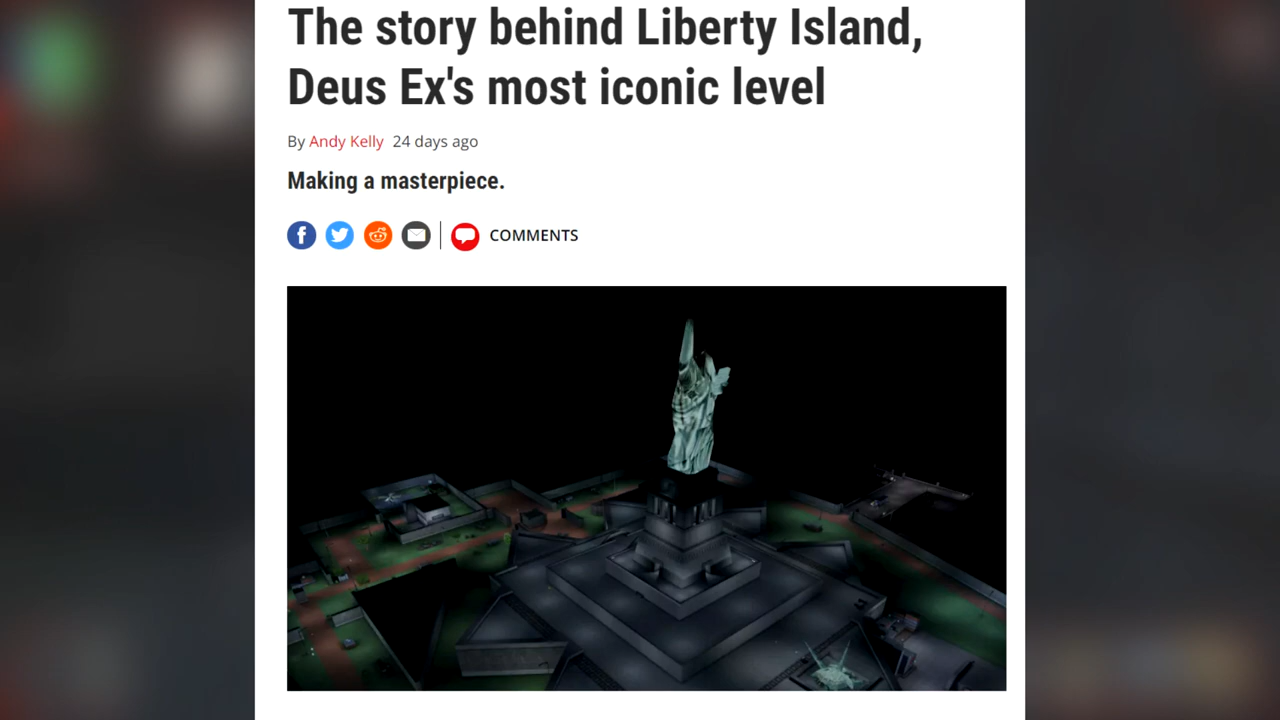 The story behind Liberty Island,
Deus Ex's most iconic level
By Andy Kelly 24 days ago
Making a masterpiece.
COMMENTS